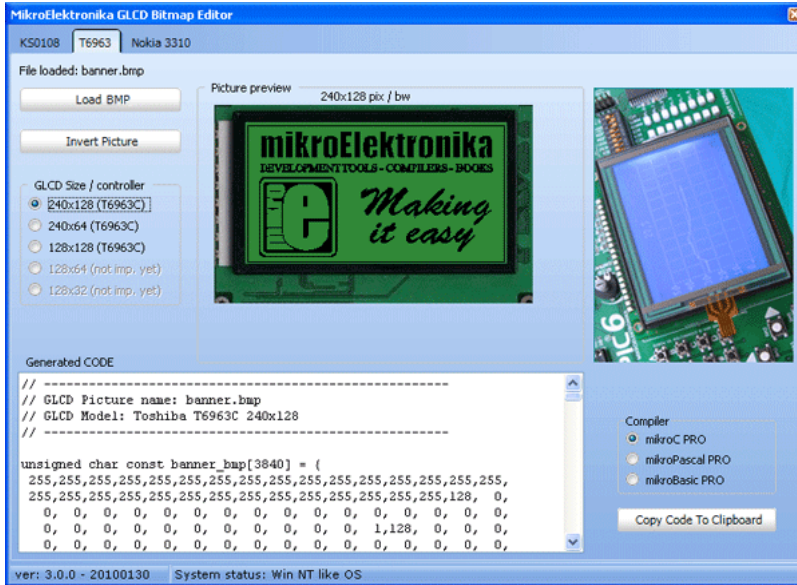 MikroElektronika GLCD Bitmap Editor
KS0108 T6963 Nokia 3310
File loaded: banner.bmp
Load BMP
Invert Picture
GLCD Size / controller
240x128 (T6963C)
240x64 (T6963C)
128x128 (T6963C)
128x64 (not imp. yet)
128x32 (not imp. yet)
Picture preview
240x128 pix / bw
mikroElektronika
DEVELOPMENT TOOLS - COMPILERS - BOOKS
e
Making
it easy
PIC6
Generated CODE
// ---------------------------------------------------
// GLCD Picture name: banner.bmp
// GLCD Model: Toshiba T6963C 240x128
// ---------------------------------------------------
unsigned char const banner_bmp[3840] = {
255,255,255,255,255,255,255,255,255,255,255,255,255,255,255,255,
255,255,255,255,255,255,255,255,255,255,255,255,255,255,128, 0,
0, 0, 0, 0, 0, 0, 0, 0, 0, 0, 0, 0, 0, 0, 0, 0,
0, 0, 0, 0, 0, 0, 0, 0, 0, 0, 0, 1,128, 0, 0, 0,
0, 0, 0, 0, 0, 0, 0, 0, 0, 0, 0, 0, 0, 0, 0, 0,
Compiler
mikroC PRO
mikroPascal PRO
mikroBasic PRO
Copy Code To Clipboard
ver: 3.0.0 - 20100130 System status: Win NT like OS